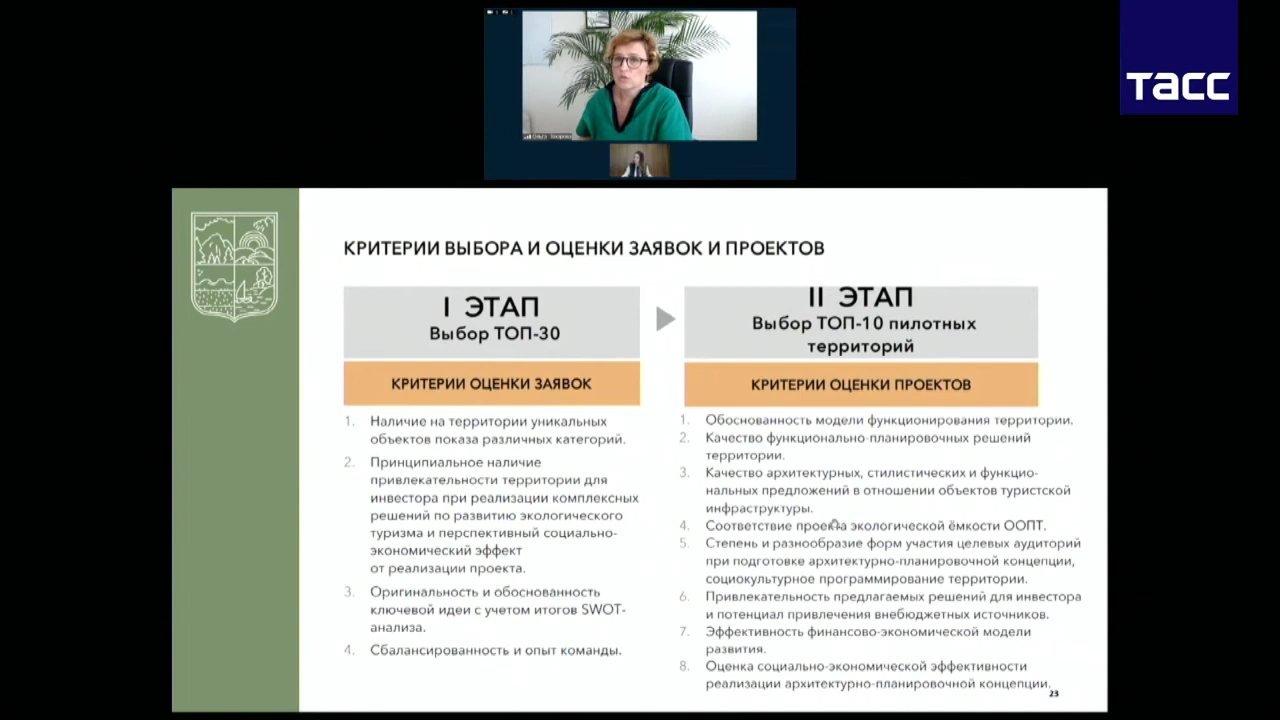 ТАСС
Ольга Захарова
КРИТЕРИИ ВЫБОРА И ОЦЕНКИ ЗАЯВОК И ПРОЕКТОВ
I ЭТАП
Выбор ТОП-30
КРИТЕРИИ ОЦЕНКИ ЗАЯВОК
1. Наличие на территории уникальных
объектов показа различных категорий.
2. Принципиальное наличие
привлекательности территории для
инвестора при реализации комплексных
решений по развитию экологического
туризма и перспективный социально-
экономический эффект
от реализации проекта.
3. Оригинальность и обоснованность
ключевой идеи с учетом итогов SWOT-
анализа.
4. Сбалансированность и опыт команды.
II ЭТАП
Выбор ТОП-10 пилотных
территорий
КРИТЕРИИ ОЦЕНКИ ПРОЕКТОВ
1. Обоснованность модели функционирования территории.
2. Качество функционально-планировочных решений
территории.
3. Качество архитектурных, стилистических и функцио-
нальных предложений в отношении объектов туристской
инфраструктуры.
4. Соответствие проекта экологической ёмкости ООПТ.
5. Степень и разнообразие форм участия целевых аудиторий
при подготовке архитектурно-планировочной концепции,
социокультурное программирование территории.
6. Привлекательность предлагаемых решений для инвестора
и потенциал привлечения внебюджетных источников.
7. Эффективность финансово-экономической модели
развития.
8. Оценка социально-экономической эффективности
реализации архитектурно-планировочной концепции.
23